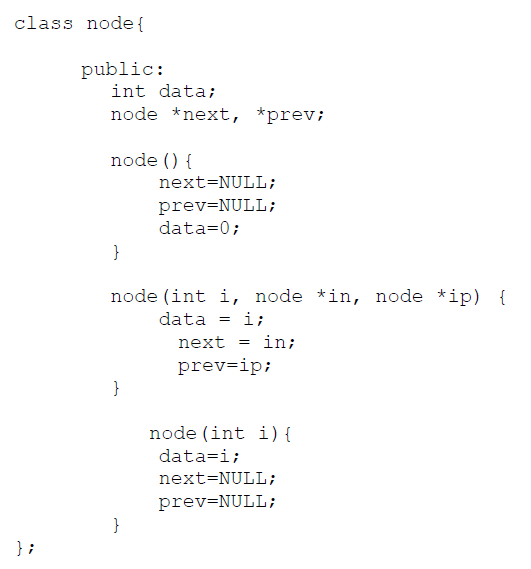 class node{
public:
int data;
node *next, *prev;
node(){
next=NULL;
prev=NULL;
data=0;
}
node(int i, node *in, node *ip) {
data = i;
next = in;
prev=ip;
}
node(int i){
data=i;
next=NULL;
prev=NULL;
}
};